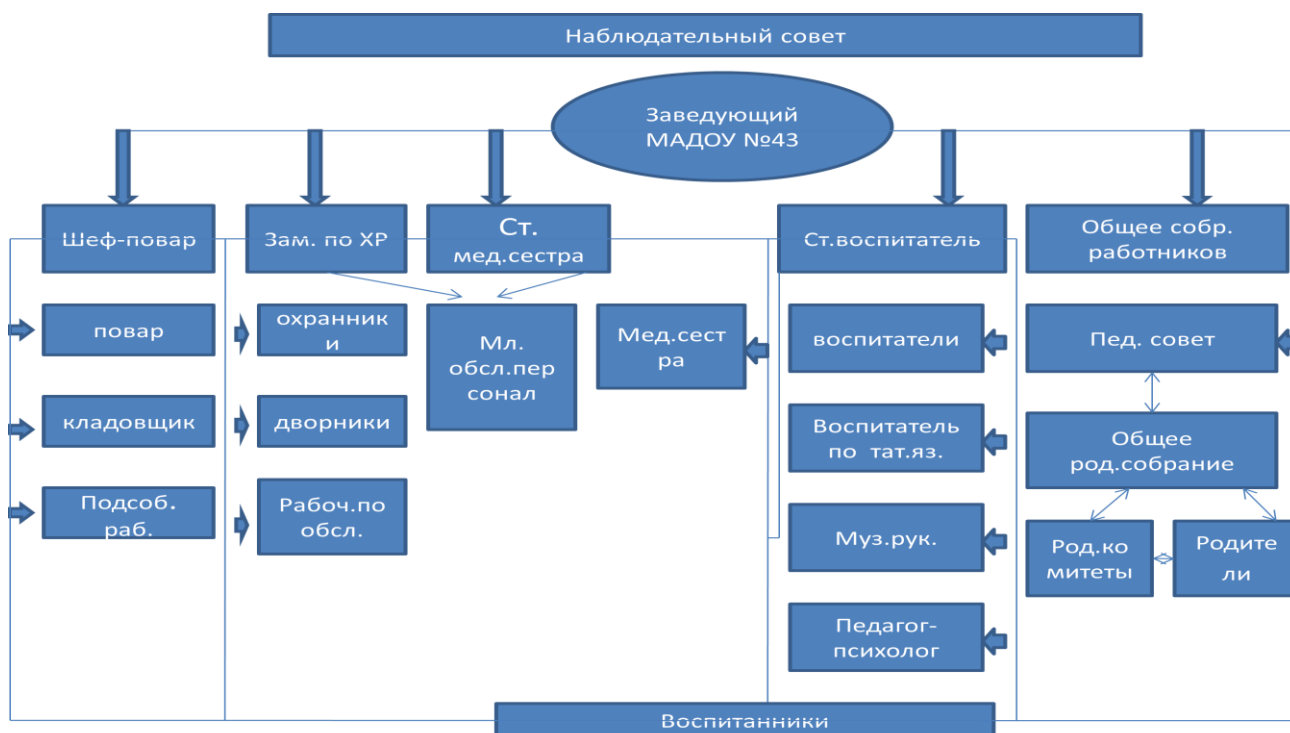 Наблюдательный совет
Заведующий
МАДОУ №43
Шеф-повар
Зам. по ХР
Ст.
мед.сестра
Ст.воспитатель
Общее собр.
работников
повар
охранник
и
Мл.
обсл.пер
сонал
Мед.сест
ра
воспитатели
Пед. совет
кладовщик
дворники
Воспитатель
по тат.яз.
Общее
род.собрание
Подсоб.
раб.
Рабоч.по
обсл.
Муз.рук.
Род.ко
митеты
Родите
ли
Педагог-
психолог
Воспитанники